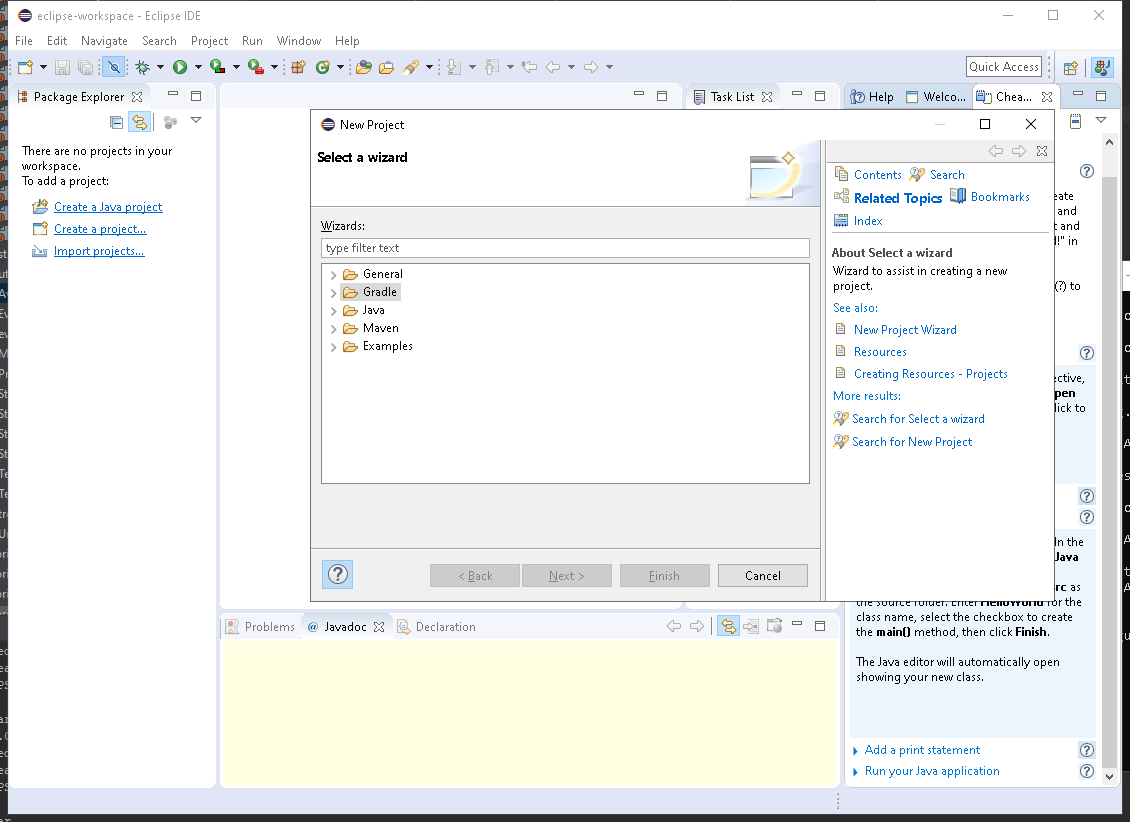 eclipse-workspace - Eclipse IDE
File Edit Navigate Search Project Run Window Help
Quick Access
Package Explorer
Task List
Help Welco... Chea...
There are no projects in your
workspace.
To add a project:
Create a Java project
Create a project...
Import projects...
New Project
Select a wizard
Wizards:
type filter text
General
Gradle
Java
Maven
Examples
< Back Next > Finish Cancel
Contents Search
Related Topics Bookmarks
Index
About Select a wizard
Wizard to assist in creating a new
project.
See also:
New Project Wizard
Resources
Creating Resources - Projects
More results:
Search for Select a wizard
Search for New Project
and
and
in
(?) to
lick to
In the
Java
as
the source folder. Enter HelloWorld for the
class name, select the checkbox to create
the main() method, then click Finish.
The Java editor will automatically open
showing your new class.
Add a print statement
Run your Java application
Problems @ Javadoc Declaration